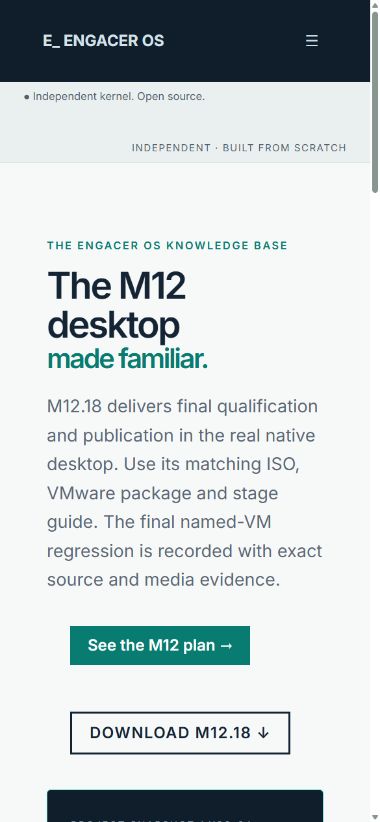 E_ ENGACER OS ☰
● Independent kernel. Open source.
INDEPENDENT · BUILT FROM SCRATCH
THE ENGACER OS KNOWLEDGE BASE
The M12
desktop
made familiar.
M12.18 delivers final qualification
and publication in the real native
desktop. Use its matching ISO,
VMware package and stage
guide. The final named-VM
regression is recorded with exact
source and media evidence.
See the M12 plan →
DOWNLOAD M12.18 ↓